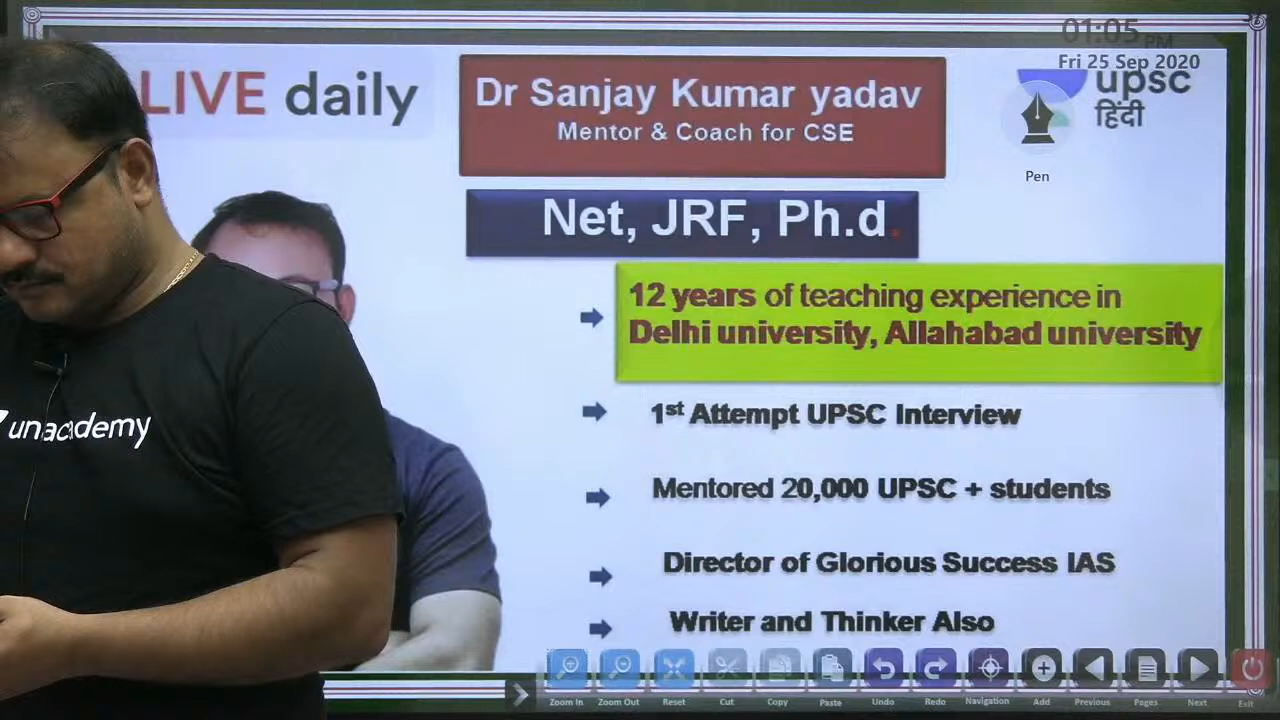 01:05 PM
Fri 25 Sep 2020
LIVE daily
Dr Sanjay Kumar yadav
Mentor & Coach for CSE
upsc
हिंदी
Pen
Net, JRF, Ph.d.
12 years of teaching experience in
Delhi university, Allahabad university
1st Attempt UPSC Interview
unacademy
Mentored 20,000 UPSC + students
Director of Glorious Success IAS
Writer and Thinker Also
Zoom In Zoom Out Reset Cut Copy Paste Undo Redo Navigation Add Previous Pages Next Exit